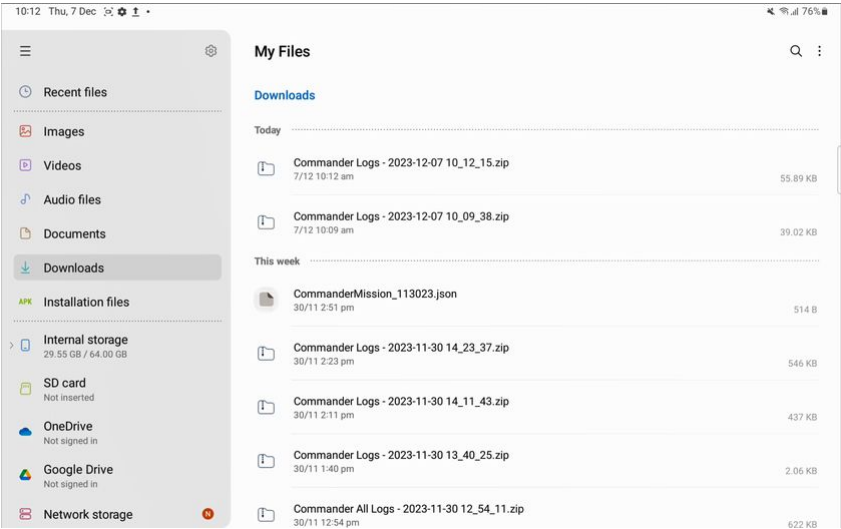 10:12 Thu, 7 Dec
76%
Recent files
Images
Videos
Audio files
Documents
Downloads
APK Installation files
Internal storage
29.55 GB / 64.00 GB
SD card
Not inserted
OneDrive
Not signed in
Google Drive
Not signed in
Network storage N
My Files
Downloads
Today
Commander Logs - 2023-12-07 10_12_15.zip
7/12 10:12 am
55.89 KB
Commander Logs - 2023-12-07 10_09_38.zip
7/12 10:09 am
39.02 KB
This week
CommanderMission_113023.json
30/11 2:51 pm
514 B
Commander Logs - 2023-11-30 14_23_37.zip
30/11 2:23 pm
546 KB
Commander Logs - 2023-11-30 14_11_43.zip
30/11 2:11 pm
437 KB
Commander Logs - 2023-11-30 13_40_25.zip
30/11 1:40 pm
2.06 KB
Commander All Logs - 2023-11-30 12_54_11.zip
30/11 12:54 pm
622 KB